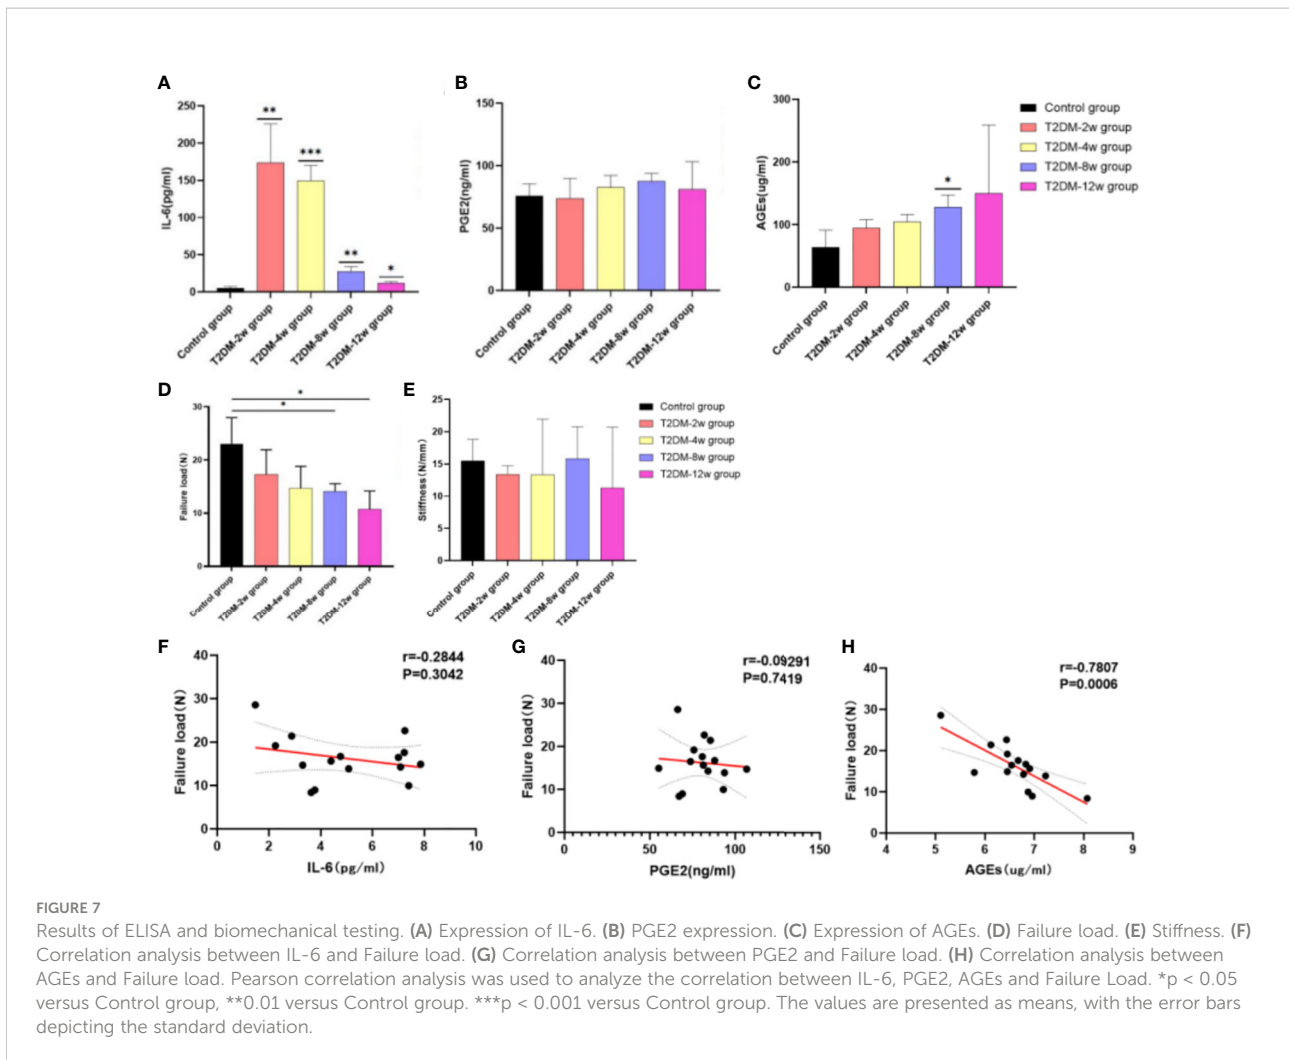 A
B
C
250
200
150
100
50
0
IL-6(pg/ml)
**
***
**
*
Control group
T2DM-2w group
T2DM-4w group
T2DM-8w group
T2DM-12w group
150
100
50
0
PGE2(ng/ml)
Control group
T2DM-2w group
T2DM-4w group
T2DM-8w group
T2DM-12w group
300
200
100
0
AGEs(ug/ml)
*
Control group
T2DM-2w group
T2DM-4w group
T2DM-8w group
T2DM-12w group
Control group
T2DM-2w group
T2DM-4w group
T2DM-8w group
T2DM-12w group
D
E
30
20
10
0
Failure load(N)
*
*
Control group
T2DM-2w group
T2DM-4w group
T2DM-8w group
T2DM-12w group
25
20
15
10
5
0
Stiffness(N/mm)
Control group
T2DM-2w group
T2DM-4w group
T2DM-8w group
T2DM-12w group
Control group
T2DM-2w group
T2DM-4w group
T2DM-8w group
T2DM-12w group
F
r=-0.2844
P=0.3042
40
30
20
10
0
Failure load(N)
0 2 4 6 8 10
IL-6(pg/ml)
G
r=-0.09291
P=0.7419
40
30
20
10
0
Failure load(N)
0 50 100 150
PGE2(ng/ml)
H
r=-0.7807
P=0.0006
40
30
20
10
0
Failure load(N)
4 5 6 7 8 9
AGEs(ug/ml)
FIGURE 7
Results of ELISA and biomechanical testing. (A) Expression of IL-6. (B) PGE2 expression. (C) Expression of AGEs. (D) Failure load. (E) Stiffness. (F)
Correlation analysis between IL-6 and Failure load. (G) Correlation analysis between PGE2 and Failure load. (H) Correlation analysis between
AGEs and Failure load. Pearson correlation analysis was used to analyze the correlation between IL-6, PGE2, AGEs and Failure Load. *p < 0.05
versus Control group, **0.01 versus Control group. ***p < 0.001 versus Control group. The values are presented as means, with the error bars
depicting the standard deviation.